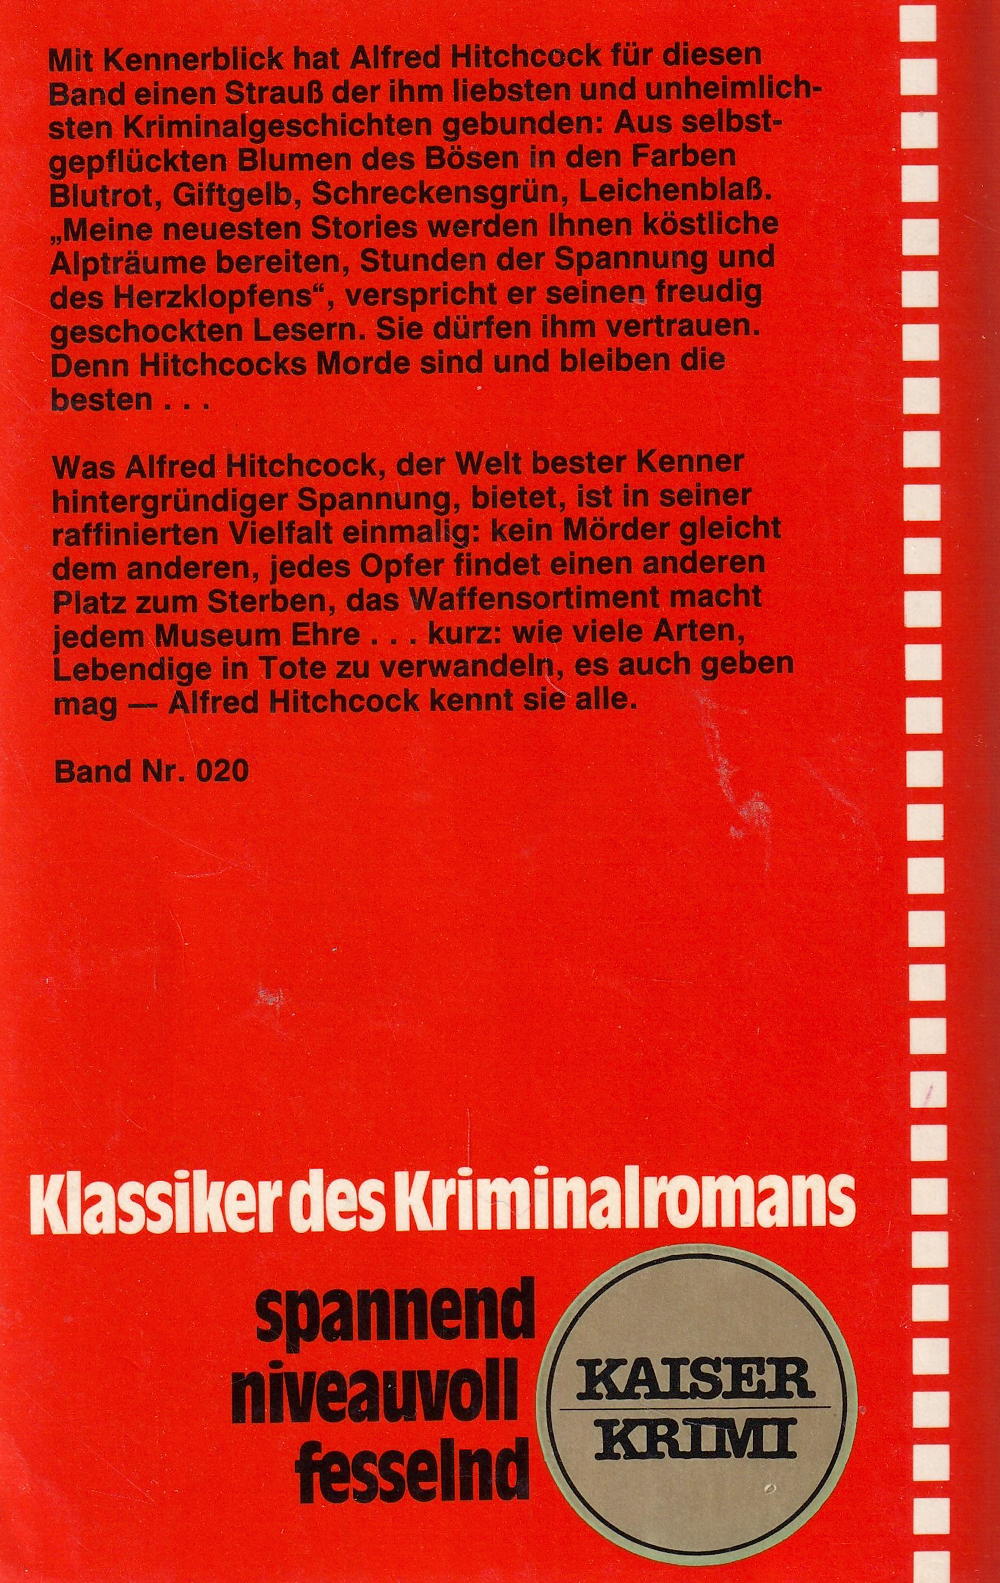 Mit Kennerblick hat Alfred Hitchcock für diesen
Band einen Strauß der ihm liebsten und unheimlich-
sten Kriminalgeschichten gebunden: Aus selbst-
gepflückten Blumen des Bösen in den Farben
Blutrot, Giftgelb, Schreckensgrün, Leichenblaß.
„Meine neuesten Stories werden Ihnen köstliche
Alpträume bereiten, Stunden der Spannung und
des Herzklopfens“, verspricht er seinen freudig
geschockten Lesern. Sie dürfen ihm vertrauen.
Denn Hitchcocks Morde sind und bleiben die
besten . . .
Was Alfred Hitchcock, der Welt bester Kenner
hintergründiger Spannung, bietet, ist in seiner
raffinierten Vielfalt einmalig: kein Mörder gleicht
dem anderen, jedes Opfer findet einen anderen
Platz zum Sterben, das Waffensortiment macht
jedem Museum Ehre . . . kurz: wie viele Arten,
Lebendige in Tote zu verwandeln, es auch geben
mag — Alfred Hitchcock kennt sie alle.
Band Nr. 020
Klassiker des Kriminalromans
spannend
niveauvoll
fesselnd
KAISER
KRIMI